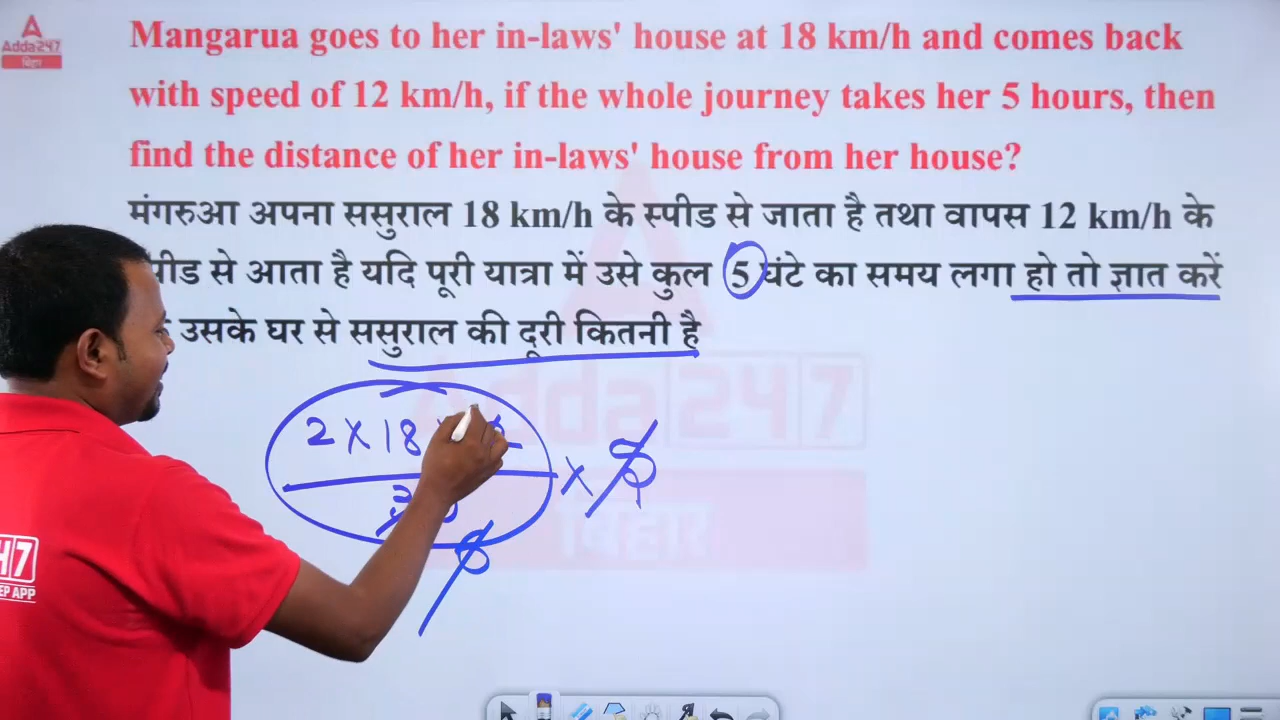 Adda247
बिहार
Mangarua goes to her in-laws' house at 18 km/h and comes back
with speed of 12 km/h, if the whole journey takes her 5 hours, then
find the distance of her in-laws' house from her house?
मंगरुआ अपना ससुराल 18 km/h के स्पीड से जाता है तथा वापस 12 km/h के
पीड से आता है यदि पूरी यात्रा में उसे कुल 5 घंटे का समय लगा हो तो ज्ञात करें
उसके घर से ससुराल की दूरी कितनी है
Adda 247
बिहार
2 × 18
× 5